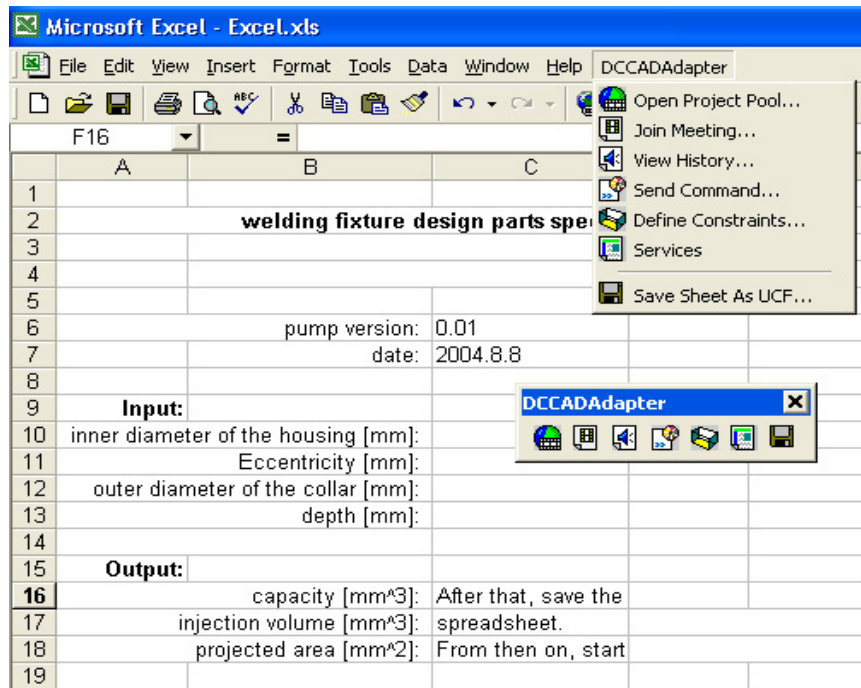 Microsoft Excel - Excel.xls
File Edit View Insert Format Tools Data Window Help DCCADAdapter
ABC
Open Project Pool...
Join Meeting...
View History...
Send Command...
Define Constraints...
Services
Save Sheet As UCF...
F16 =
A B C
1
2 welding fixture design parts spe
3
4
5
6 pump version: 0.01
7 date: 2004.8.8
8
9 Input:
DCCADAdapter
10 inner diameter of the housing [mm]:
11 Eccentricity [mm]:
12 outer diameter of the collar [mm]:
13 depth [mm]:
14
15 Output:
16 capacity [mm^3]: After that, save the
17 injection volume [mm^3]: spreadsheet.
18 projected area [mm^2]: From then on, start
19